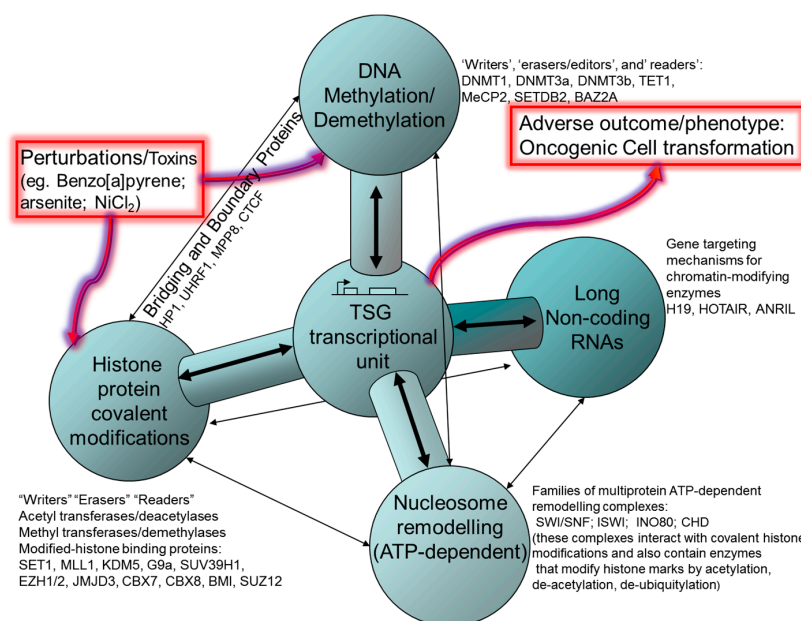 DNA
Methylation/
Demethylation
‘Writers’, ‘erasers/editors’, and’ readers’:
DNMT1, DNMT3a, DNMT3b, TET1,
MeCP2, SETDB2, BAZ2A
Adverse outcome/phenotype:
Oncogenic Cell transformation
Perturbations/Toxins
(eg. Benzo[a]pyrene;
arsenite; NiCl₂)
Bridging and Boundary Proteins
HP1, UHRF1, MPP8, CTCF
TSG
transcriptional
unit
Long
Non-coding
RNAs
Gene targeting
mechanisms for
chromatin-modifying
enzymes
H19, HOTAIR, ANRIL
Histone
protein
covalent
modifications
“Writers” “Erasers” “Readers”
Acetyl transferases/deacetylases
Methyl transferases/demethylases
Modified-histone binding proteins:
SET1, MLL1, KDM5, G9a, SUV39H1,
EZH1/2, JMJD3, CBX7, CBX8, BMI, SUZ12
Nucleosome
remodelling
(ATP-dependent)
Families of multiprotein ATP-dependent
remodelling complexes:
SWI/SNF; ISWI; INO80; CHD
(these complexes interact with covalent histone
modifications and also contain enzymes
that modify histone marks by acetylation,
de-acetylation, de-ubiquitylation)